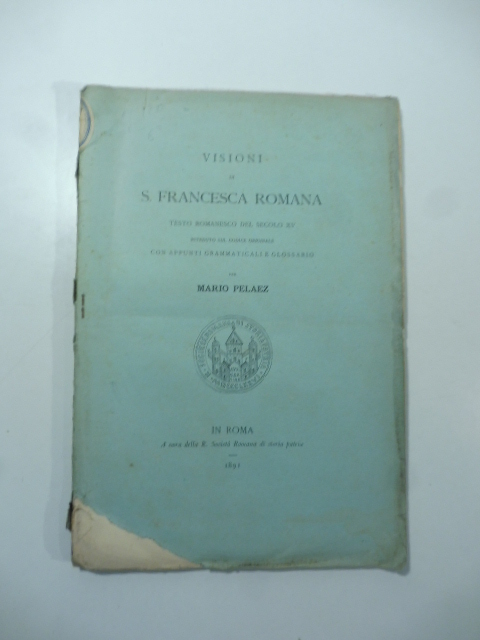 VISIONI
DI
S. FRANCESCA ROMANA
TESTO ROMANESCO DEL SECOLO XV
RIVEDUTO SUL CODICE ORIGINALE
CON APPUNTI GRAMMATICALI E GLOSSARIO
PER
MARIO PELAEZ
IN ROMA
A cura della R. Società Romana di storia patria
1891